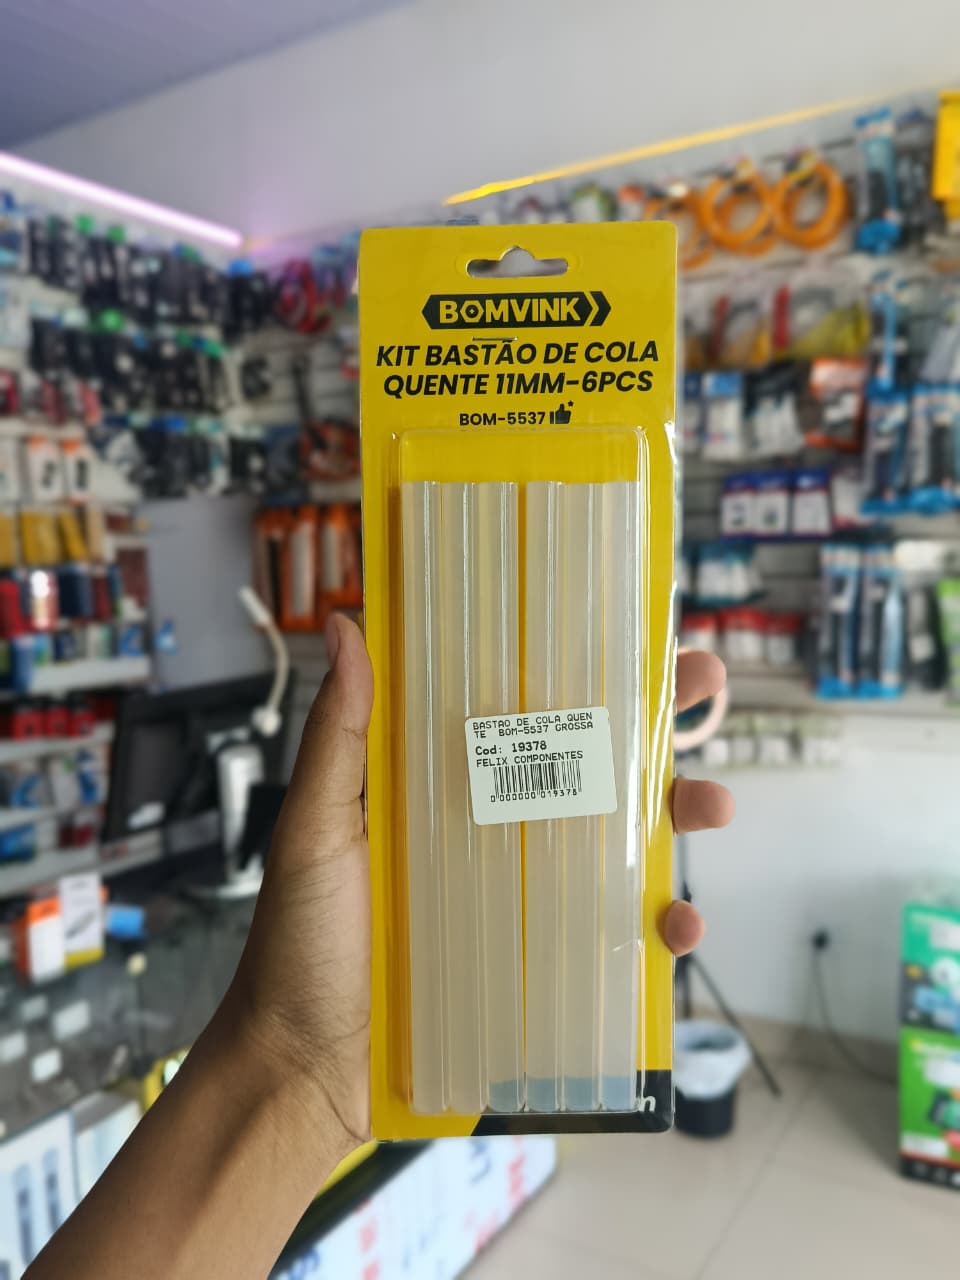 BOMVINK
KIT BASTÃO DE COLA
QUENTE 11MM-6PCS
BOM-5537
BASTAO DE COLA QUEN
TE BOM-5537 GROSSA
Cod: 19378
FELIX COMPONENTES
0 000000 019378